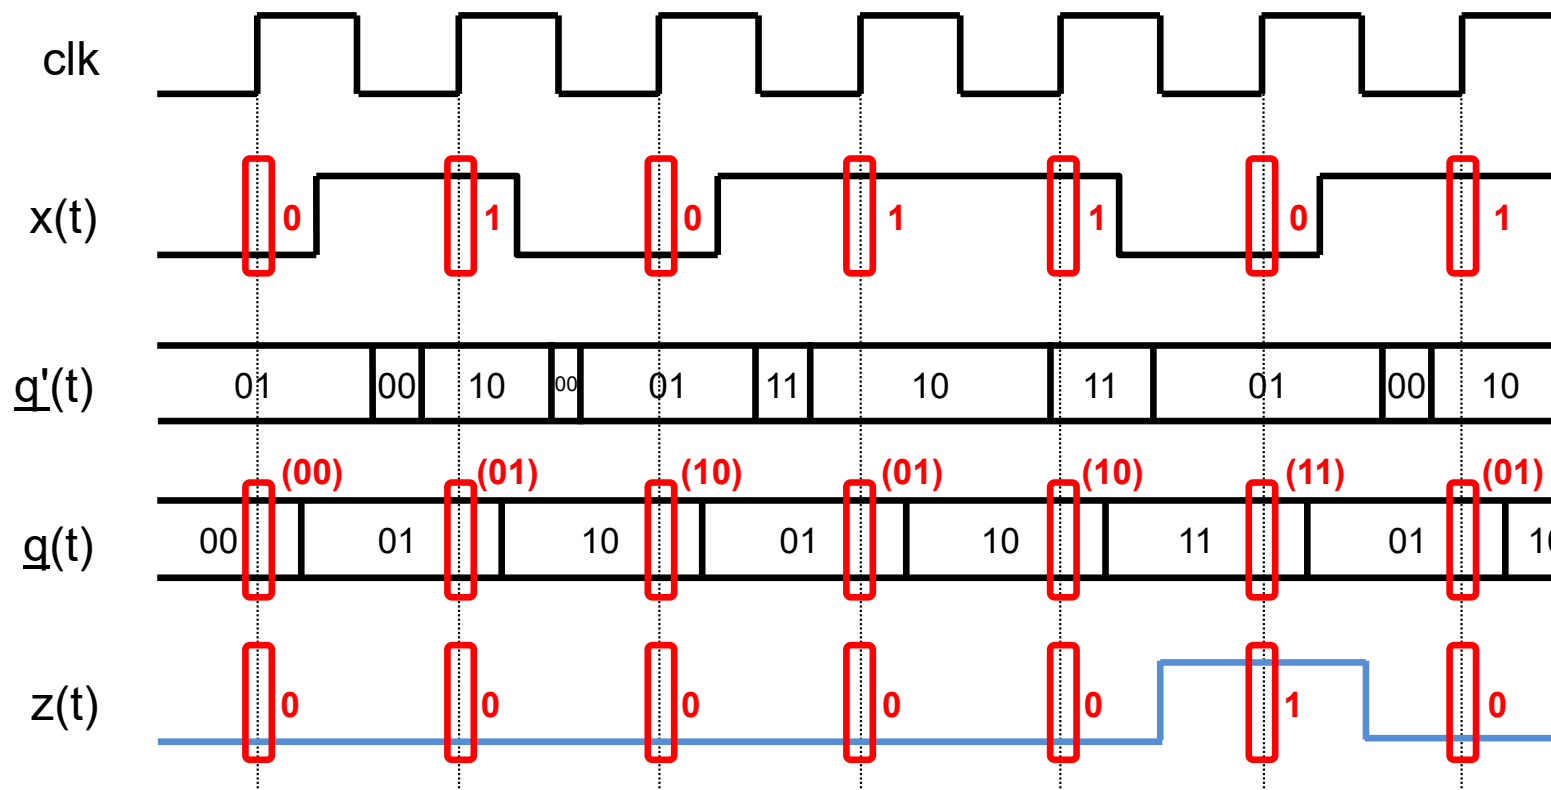 clk
x(t) 0 1 0 1 1 0 1
q'(t) 01 00 10 00 01 11 10 11 01 00 10
(00) (01) (10) (01) (10) (11) (01)
q(t) 00 01 10 01 10 11 01
z(t) 0 0 0 0 0 1 0